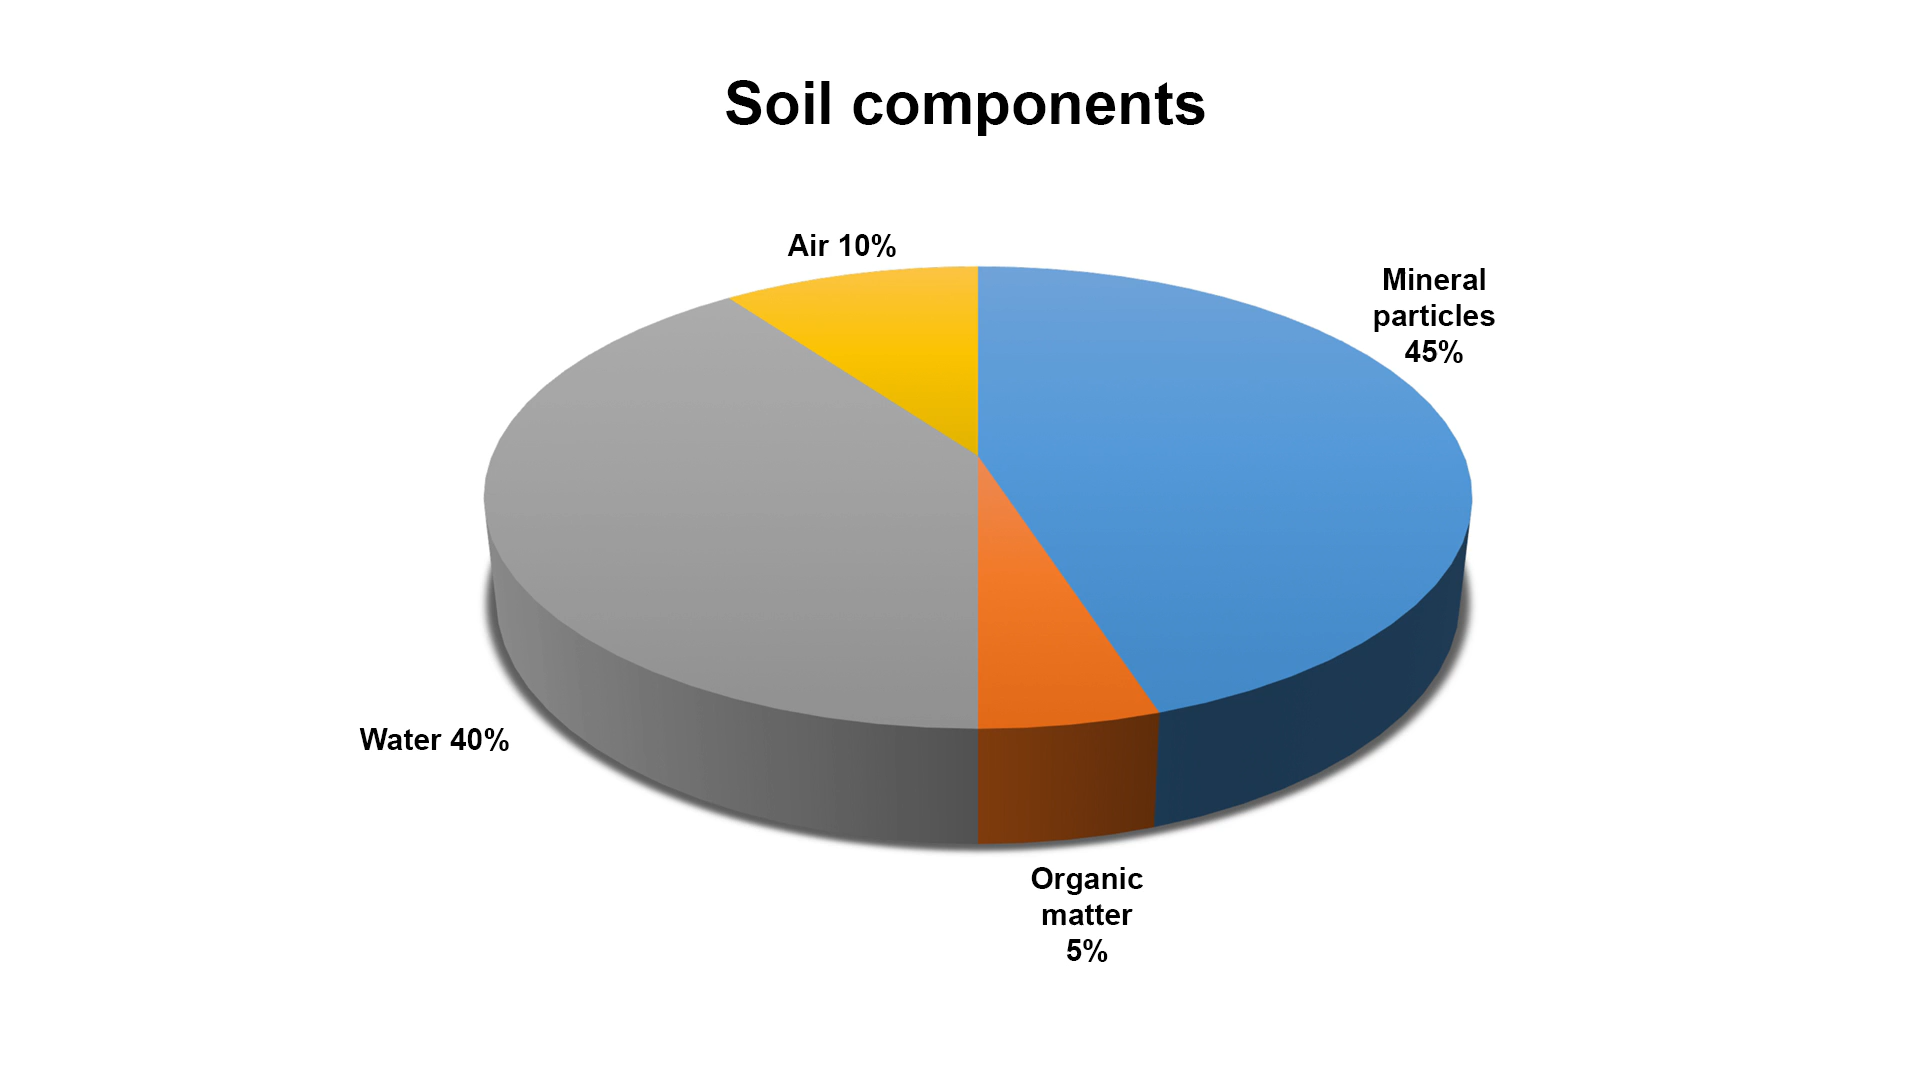 Soil components
Air 10%
Mineral
particles
45%
Water 40%
Organic
matter
5%